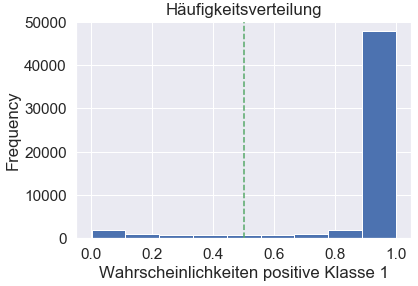 Häufigkeitsverteilung
50000
40000
30000
20000
10000
0
Frequency
0.0 0.2 0.4 0.6 0.8 1.0
Wahrscheinlichkeiten positive Klasse 1